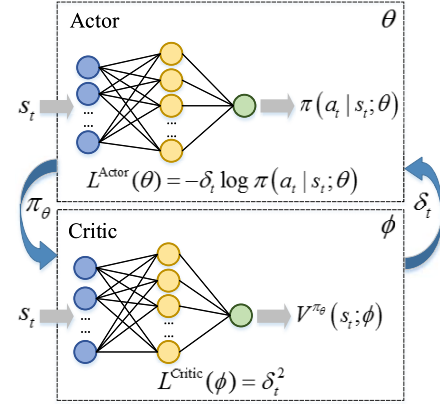 Actor θ
...
...
s_t π(a_t | s_t; θ)
...
...
L^Actor(θ) = −δ_t log π(a_t | s_t; θ)
π_θ δ_t
Critic ϕ
s_t V^{π_θ}(s_t; ϕ)
...
...
...
...
L^Critic(ϕ) = δ_t^2